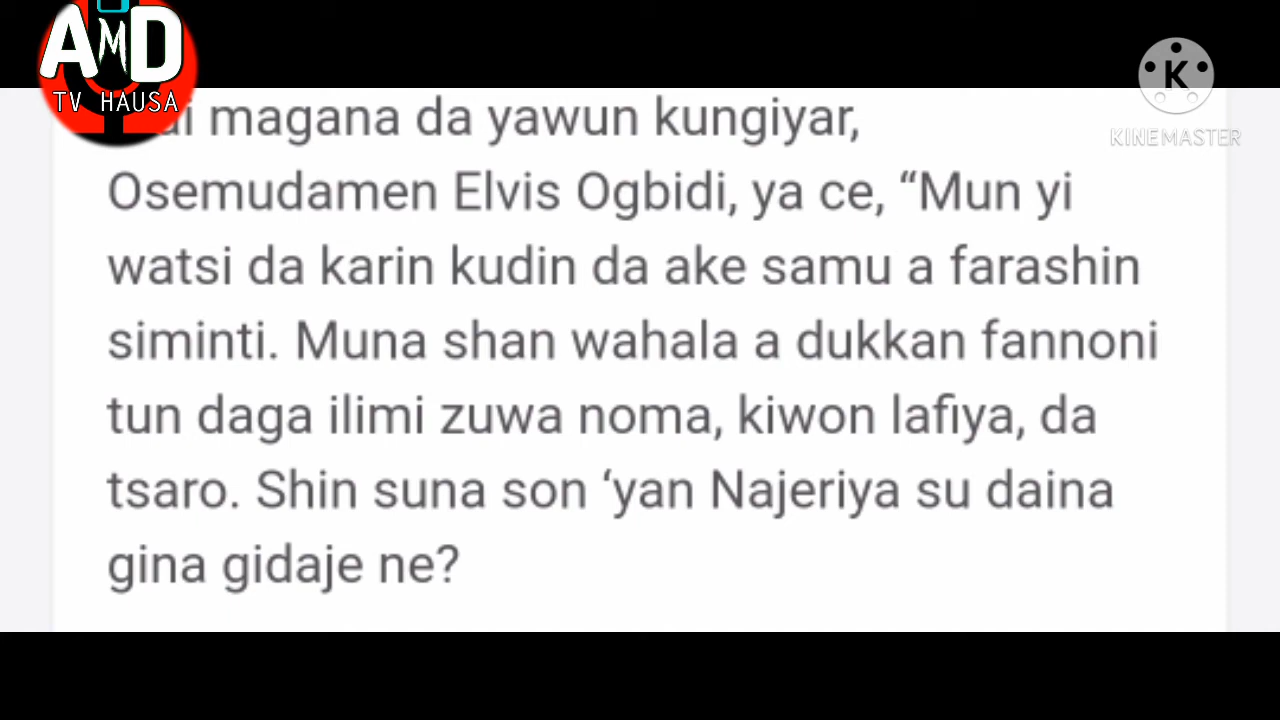 AMD
TV HAUSA
K
KINEMASTER
magana da yawun kungiyar,
Osemudamen Elvis Ogbidi, ya ce, “Mun yi
watsi da karin kudin da ake samu a farashin
siminti. Muna shan wahala a dukkan fannoni
tun daga ilimi zuwa noma, kiwon lafiya, da
tsaro. Shin suna son ‘yan Najeriya su daina
gina gidaje ne?